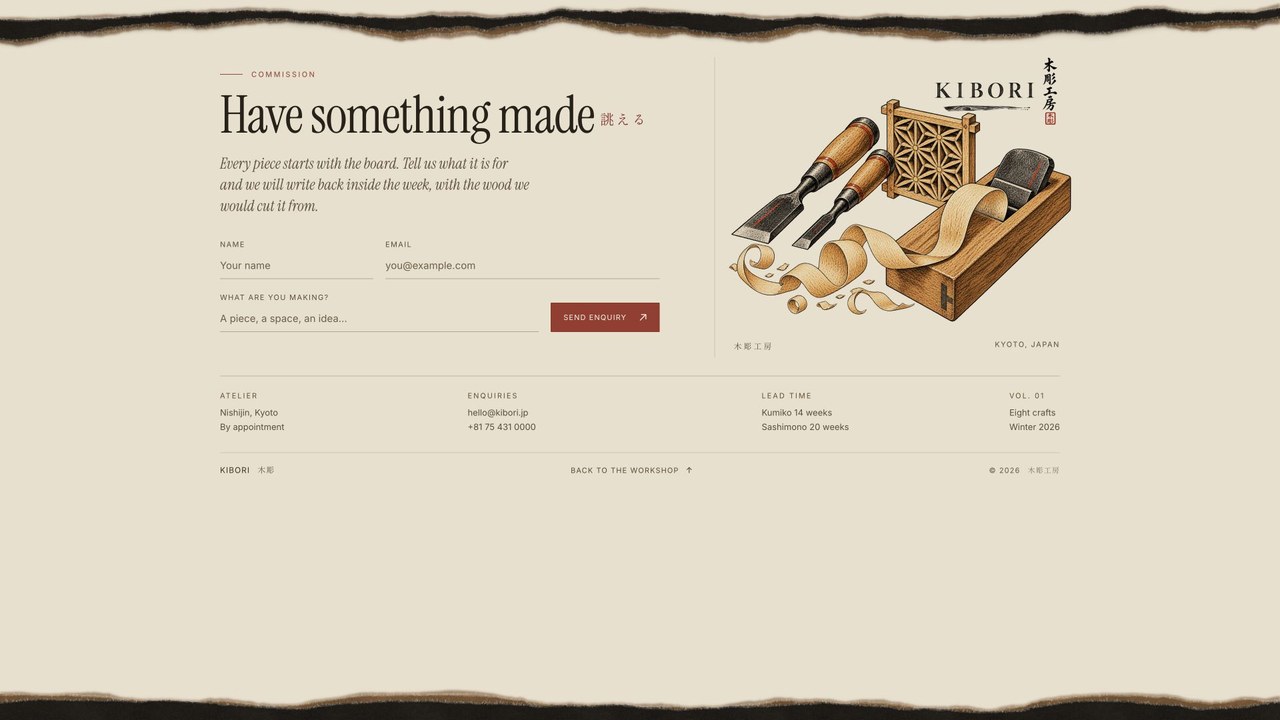 COMMISSION
Have something made 誂える
Every piece starts with the board. Tell us what it is for
and we will write back inside the week, with the wood we
would cut it from.
NAME
EMAIL
Your name
you@example.com
WHAT ARE YOU MAKING?
A piece, a space, an idea...
SEND ENQUIRY
KIBORI
木彫工房
木彫工房
KYOTO, JAPAN
ATELIER
Nishijin, Kyoto
By appointment
ENQUIRIES
hello@kibori.jp
+81 75 431 0000
LEAD TIME
Kumiko 14 weeks
Sashimono 20 weeks
VOL. 01
Eight crafts
Winter 2026
KIBORI 木彫
BACK TO THE WORKSHOP ↑
© 2026 木彫工房